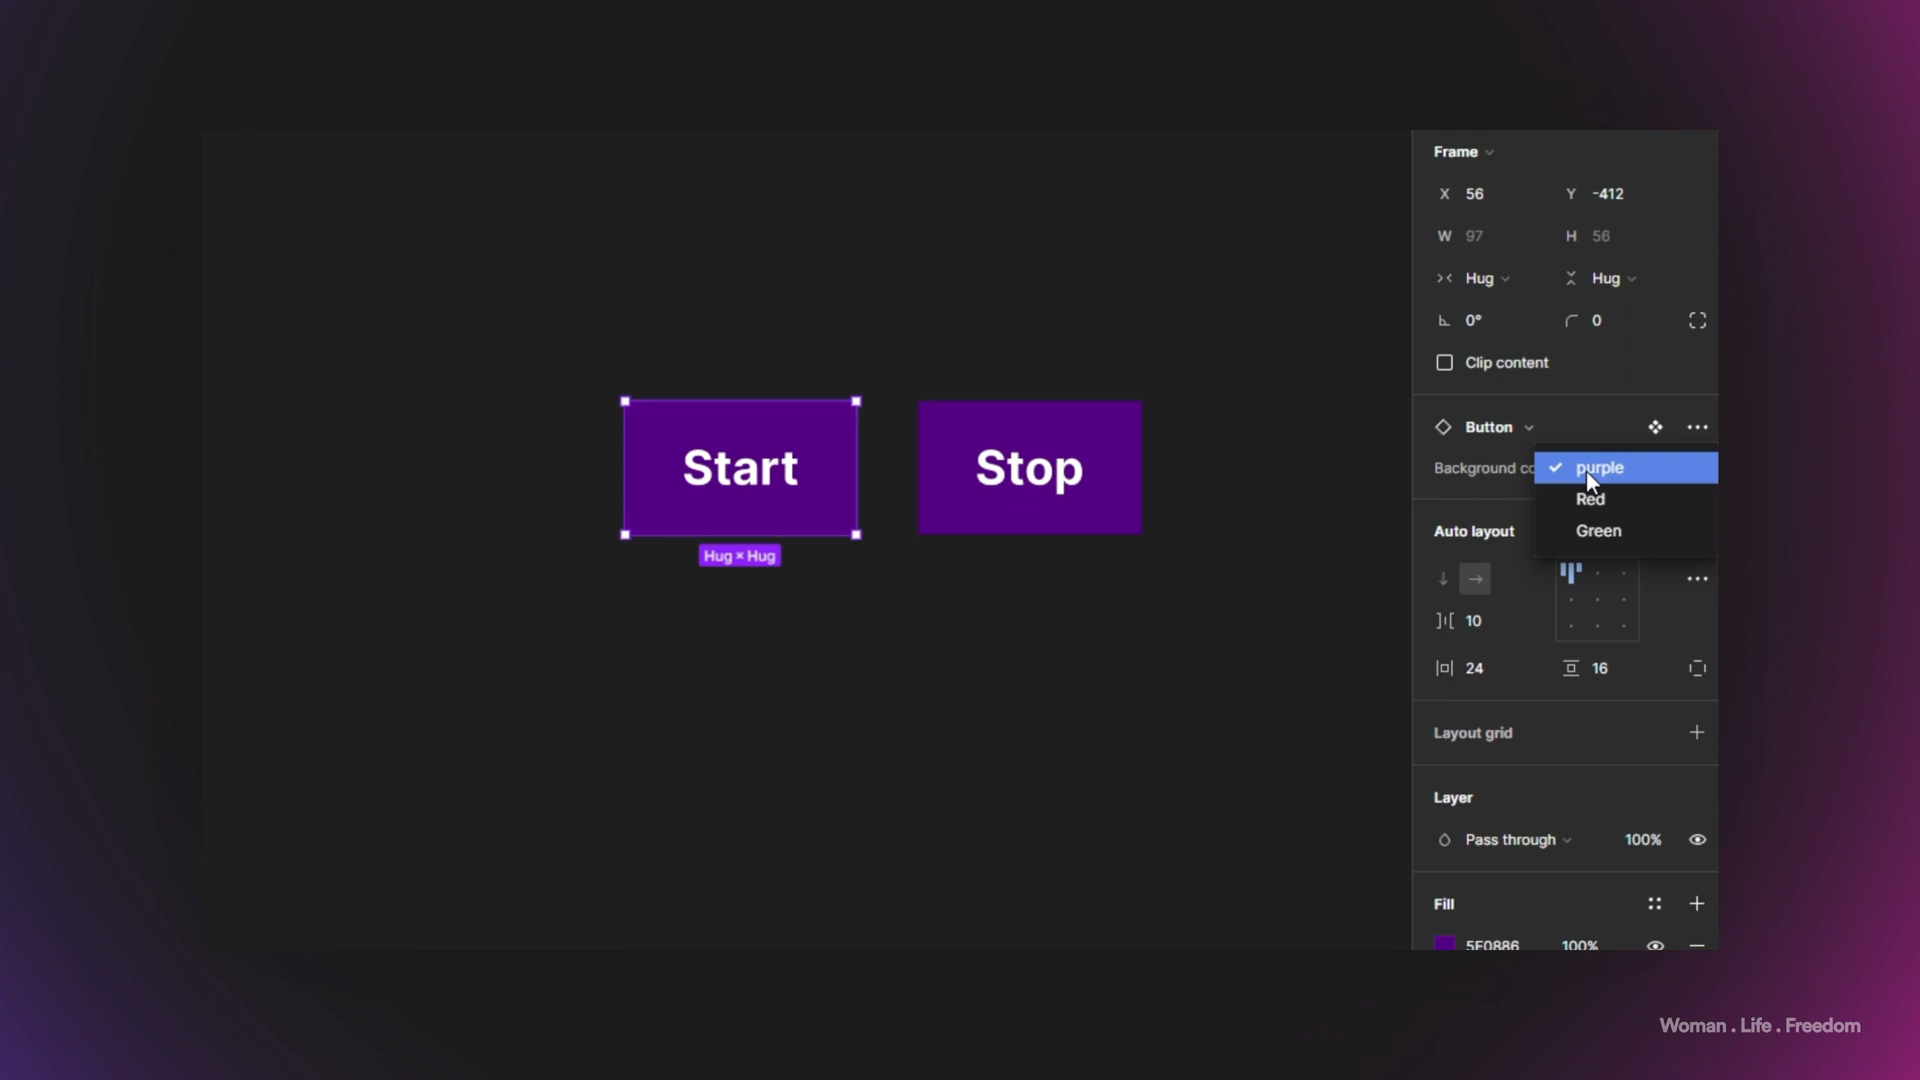 Frame
X 56 Y -412
W 97 H 56
Hug Hug
0° 0
Clip content
Button
Background co
purple
Red
Green
Auto layout
10
24 16
Layout grid
Layer
Pass through 100%
Fill
5E0886 100%
Start
Stop
Hug × Hug
Woman . Life . Freedom